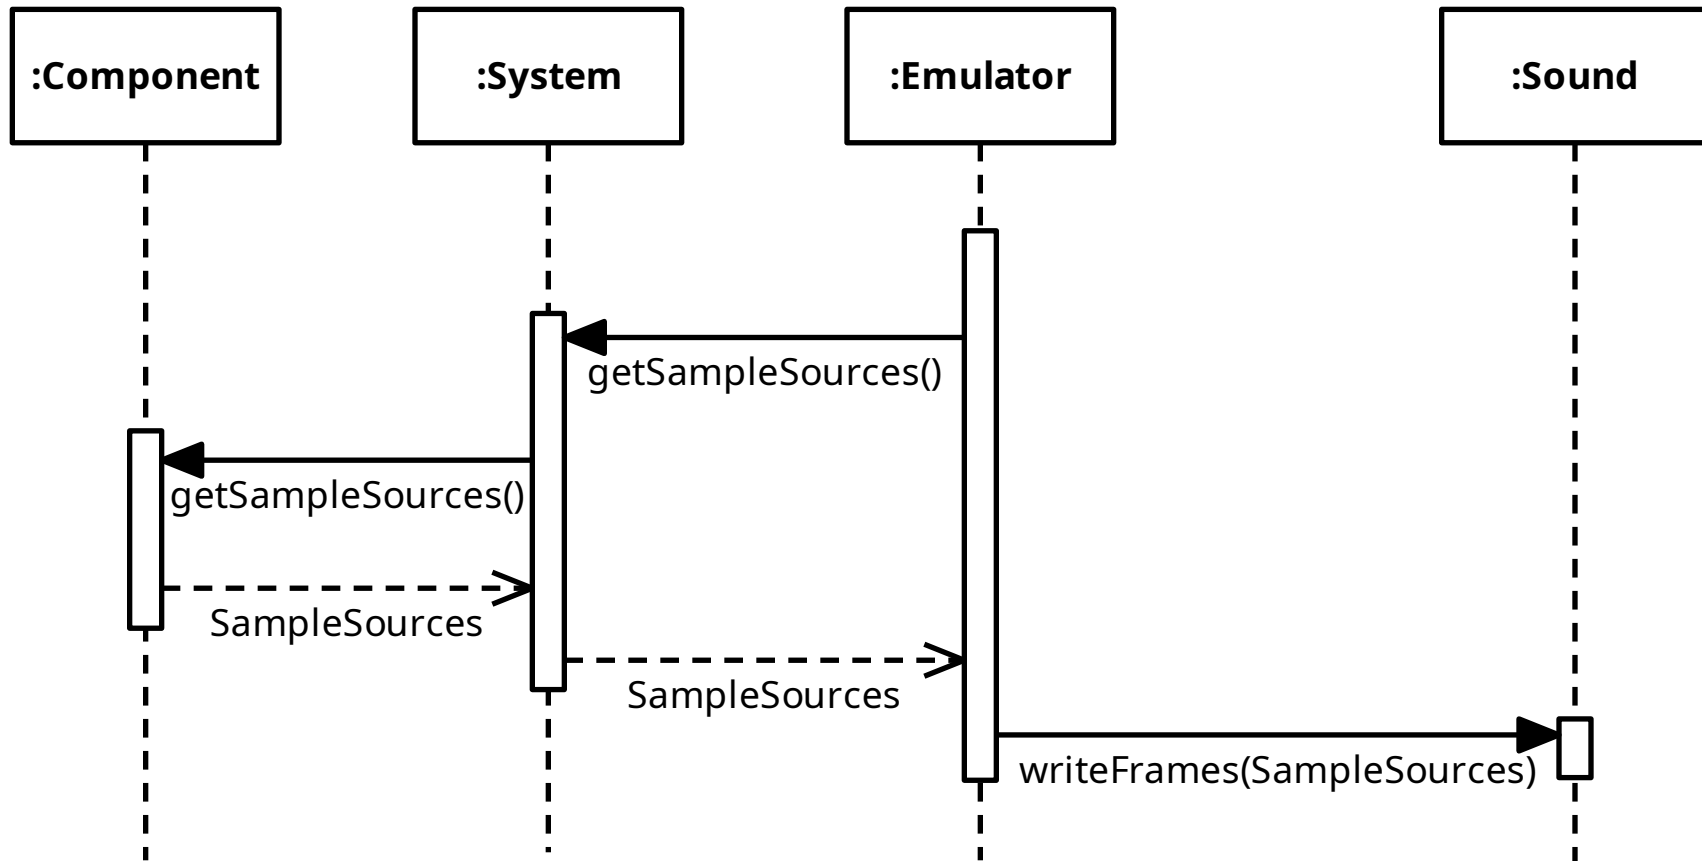 :Component
:System
:Emulator
:Sound
getSampleSources()
getSampleSources()
SampleSources
SampleSources
writeFrames(SampleSources)